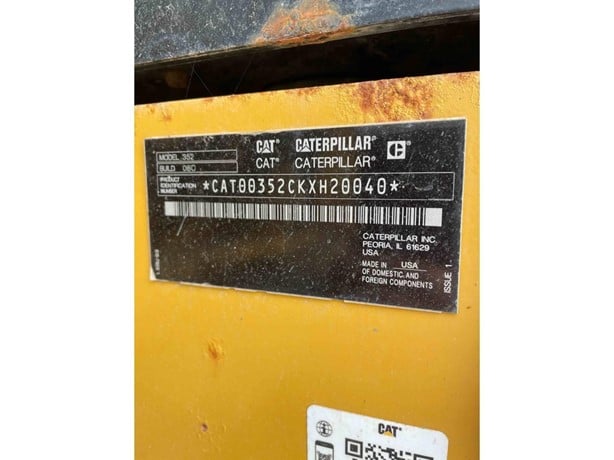 CAT CATERPILLAR C
CAT CATERPILLAR
MODEL 352
BUILD 08C
PRODUCT IDENTIFICATION NUMBER
*CAT00352CKXH20040*
CATERPILLAR INC.
PEORIA, IL 61629
USA
MADE IN USA
OF DOMESTIC AND
FOREIGN COMPONENTS
ISSUE 1.
CAT